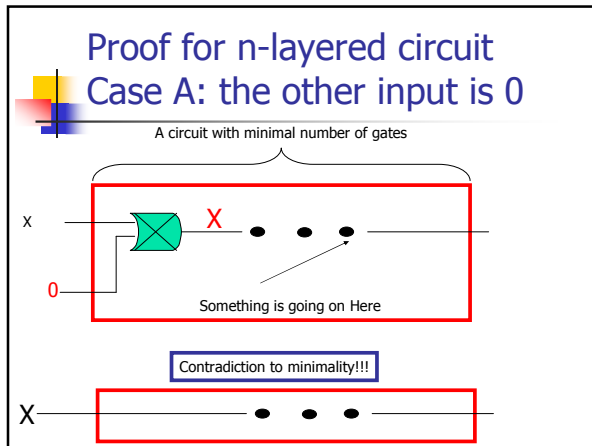 Proof for n-layered circuit
Case A: the other input is 0
A circuit with minimal number of gates
x
X
0
Something is going on Here
Contradiction to minimality!!!
X